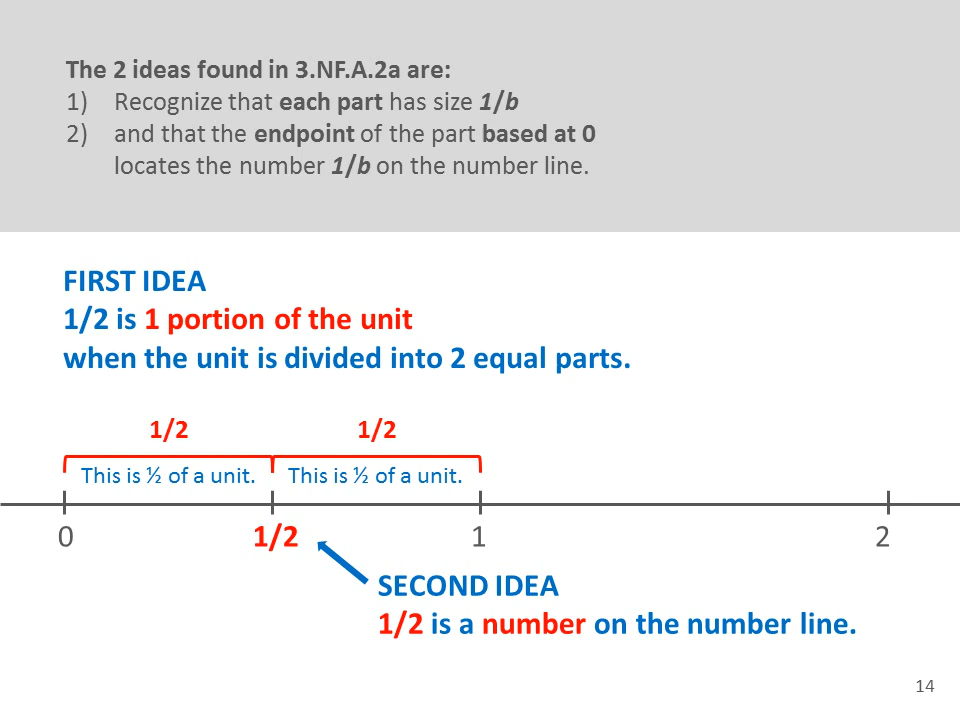 The 2 ideas found in 3.NF.A.2a are:
1) Recognize that each part has size 1/b
2) and that the endpoint of the part based at 0
locates the number 1/b on the number line.
FIRST IDEA
1/2 is 1 portion of the unit
when the unit is divided into 2 equal parts.
1/2 1/2
This is ½ of a unit. This is ½ of a unit.
0 1/2 1 2
SECOND IDEA
1/2 is a number on the number line.
14